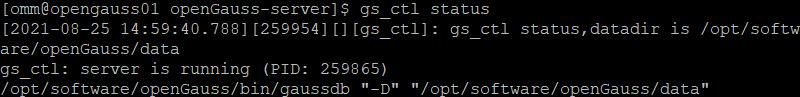 [omm@opengauss01 openGauss-server]$ gs_ctl status
[2021-08-25 14:59:40.788][259954][][gs_ctl]: gs_ctl status,datadir is /opt/softw
are/openGauss/data
gs_ctl: server is running (PID: 259865)
/opt/software/openGauss/bin/gaussdb "-D" "/opt/software/openGauss/data"